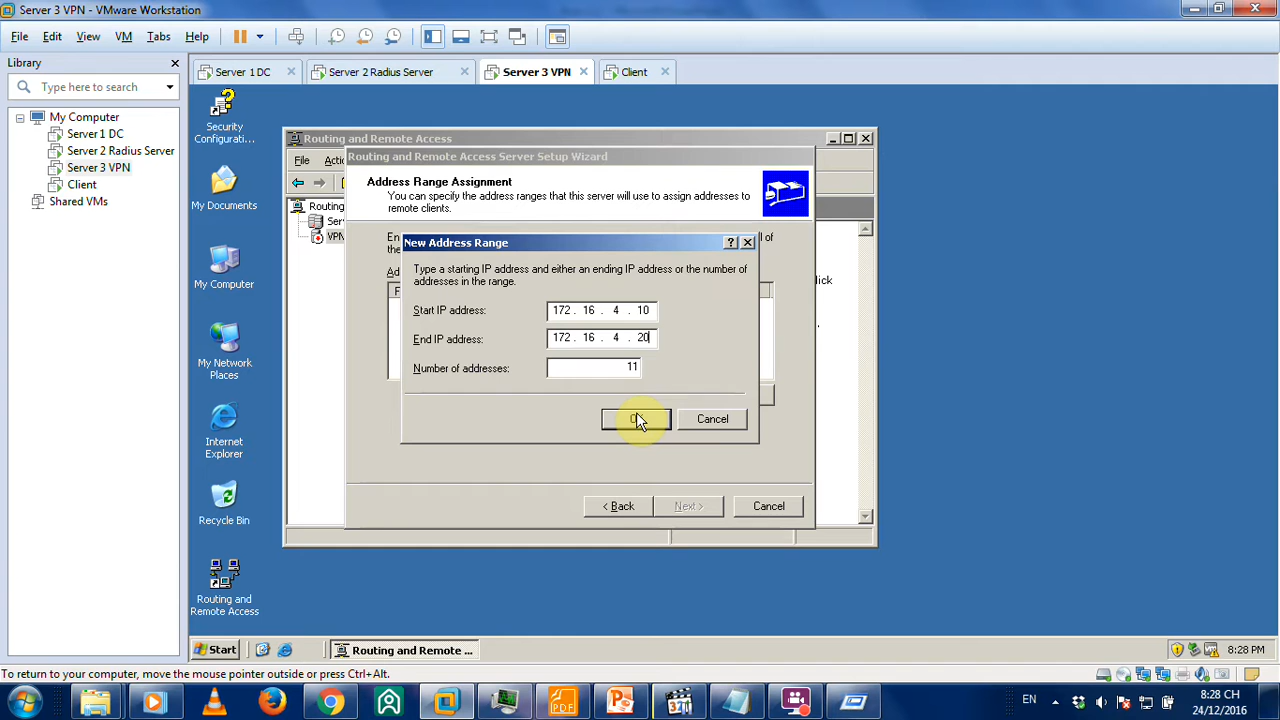 Server 3 VPN - VMware Workstation
File Edit View VM Tabs Help
Library
Type here to search
My Computer
Server 1 DC
Server 2 Radius Server
Server 3 VPN
Client
Shared VMs
Server 1 DC
Server 2 Radius Server
Server 3 VPN
Client
Security
Configurati...
My Documents
My Computer
My Network
Places
Internet
Explorer
Recycle Bin
Routing and
Remote Access
Routing and Remote Access
File
Routing and Remote Access Server Setup Wizard
Address Range Assignment
You can specify the address ranges that this server will use to assign addresses to
remote clients.
New Address Range
Type a starting IP address and either an ending IP address or the number of
addresses in the range.
Start IP address:
172 . 16 . 4 . 10
End IP address:
172 . 16 . 4 . 20
Number of addresses:
11
Cancel
< Back
Next >
Cancel
Start
Routing and Remote ...
8:28 PM
To return to your computer, move the mouse pointer outside or press Ctrl+Alt.
EN
8:28 CH
24/12/2016